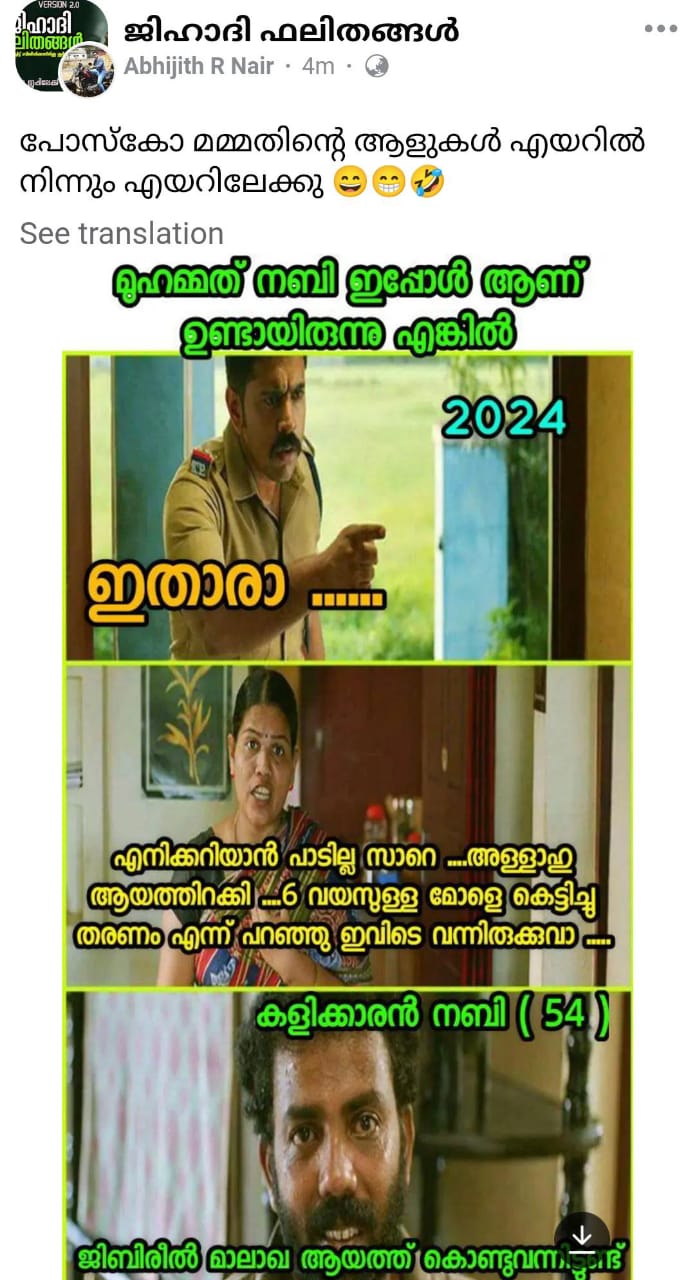 VERSION 2.0
ജിഹാദി ഫലിതങ്ങൾ
Abhijith R Nair · 4m ·
പോസ്കോ മമ്മതിന്റെ ആളുകൾ എയറിൽ
നിന്നും എയറിലേക്കു 😄😁🤣
See translation
മുഹമ്മത് നബി ഇപ്പോൾ ആണ്
ഉണ്ടായിരുന്നു എങ്കിൽ
2024
ഇതാരാ ......
എനിക്കറിയാൻ പാടില്ല സാറെ ....അള്ളാഹു
ആയത്തിറക്കി ....6 വയസുള്ള മോളെ കെട്ടിച്ചു
തരണം എന്ന് പറഞ്ഞു ഇവിടെ വന്നിരുക്കുവാ .....
കളിക്കാരൻ നബി ( 54 )
ജിബിരീൽ മാലാഖ ആയത്ത് കൊണ്ടുവന്നിട്ടുണ്ട്